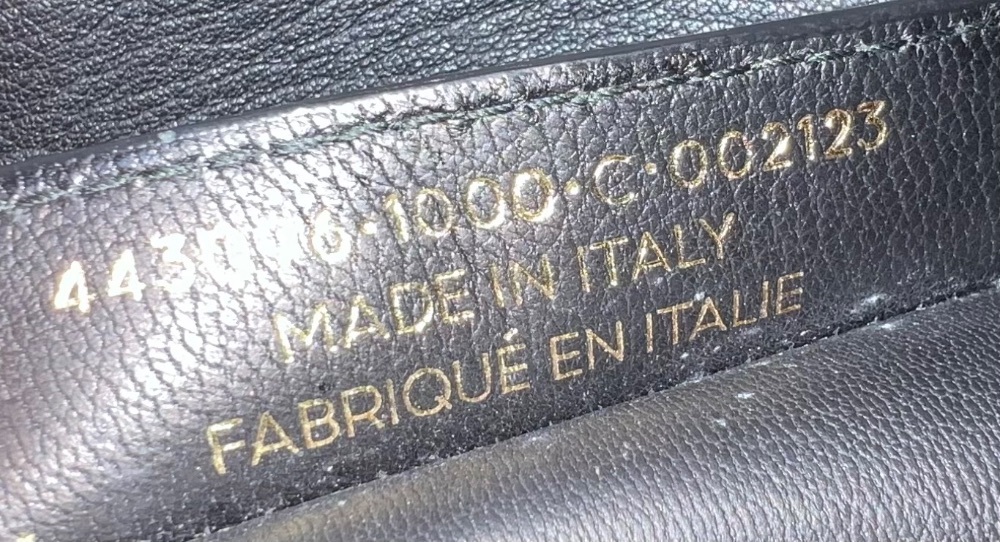 1000·C·002123
MADE IN ITALY
FABRIQUÉ EN ITALIE